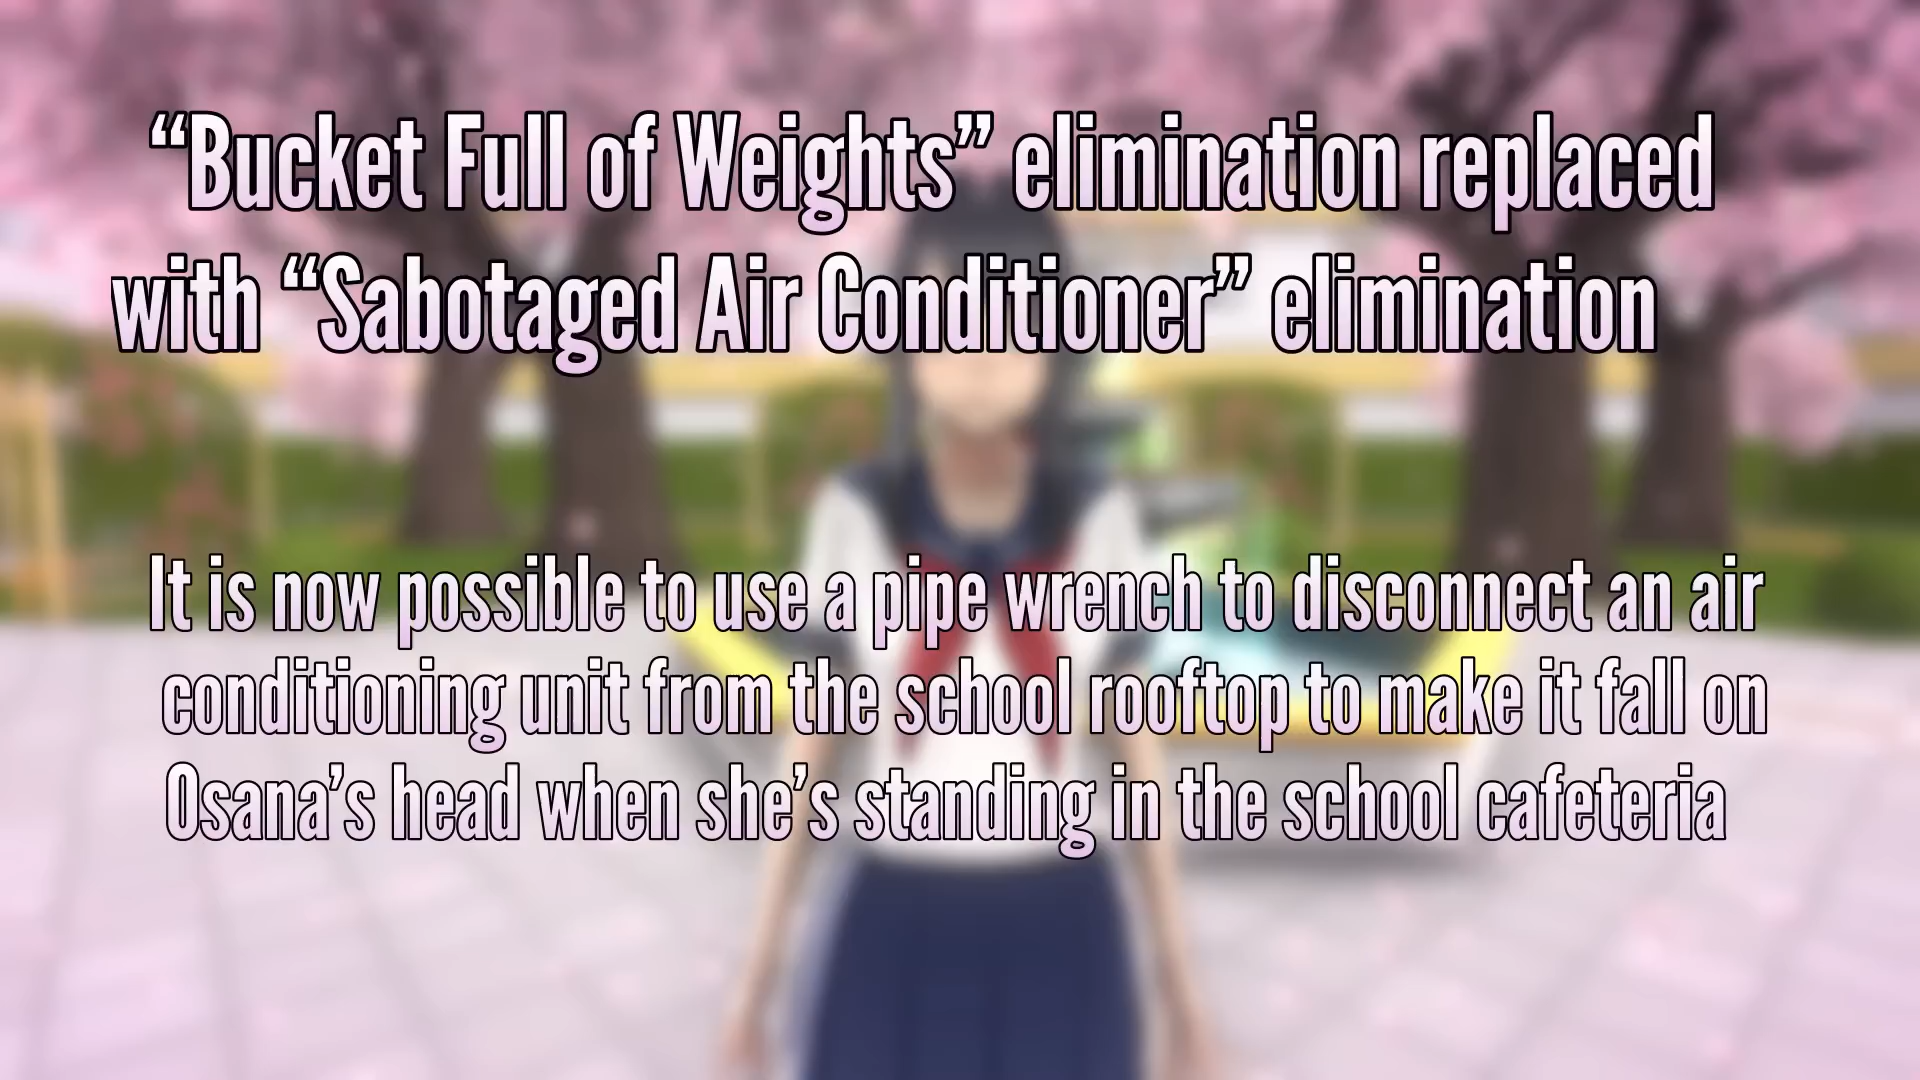 “Bucket Full of Weights” elimination replaced
with “Sabotaged Air Conditioner” elimination
It is now possible to use a pipe wrench to disconnect an air
conditioning unit from the school rooftop to make it fall on
Osana’s head when she’s standing in the school cafeteria